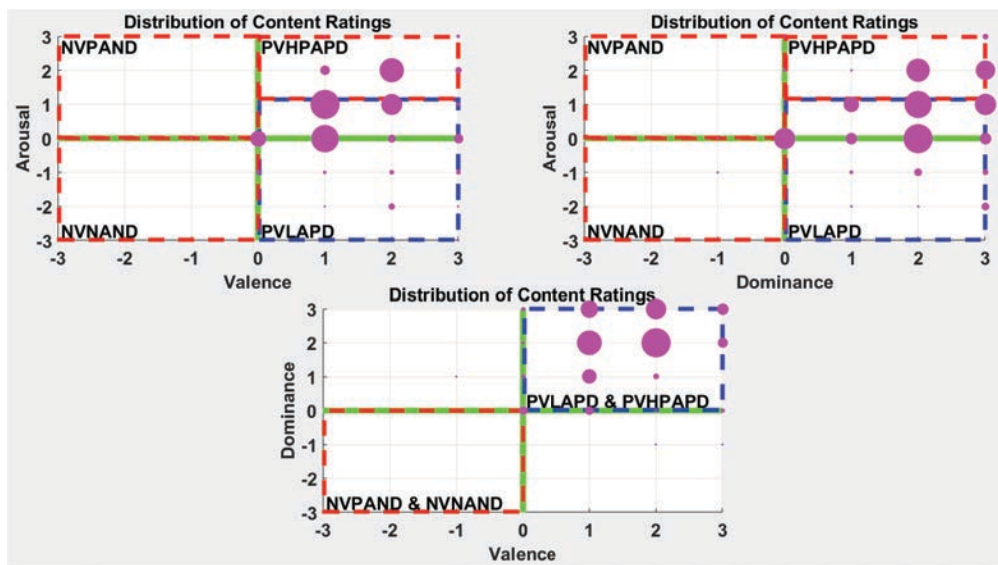 Distribution of Content Ratings
3
2
1
0
-1
-2
-3
Arousal
NVPAND
PVHPAPD
NVNAND
PVLAPD
-3 -2 -1 0 1 2 3
Valence
Distribution of Content Ratings
3
2
1
0
-1
-2
-3
Arousal
NVPAND
PVHPAPD
NVNAND
PVLAPD
-3 -2 -1 0 1 2 3
Dominance
Distribution of Content Ratings
3
2
1
0
-1
-2
-3
Dominance
PVLAPD & PVHPAPD
NVPAND & NVNAND
-3 -2 -1 0 1 2 3
Valence